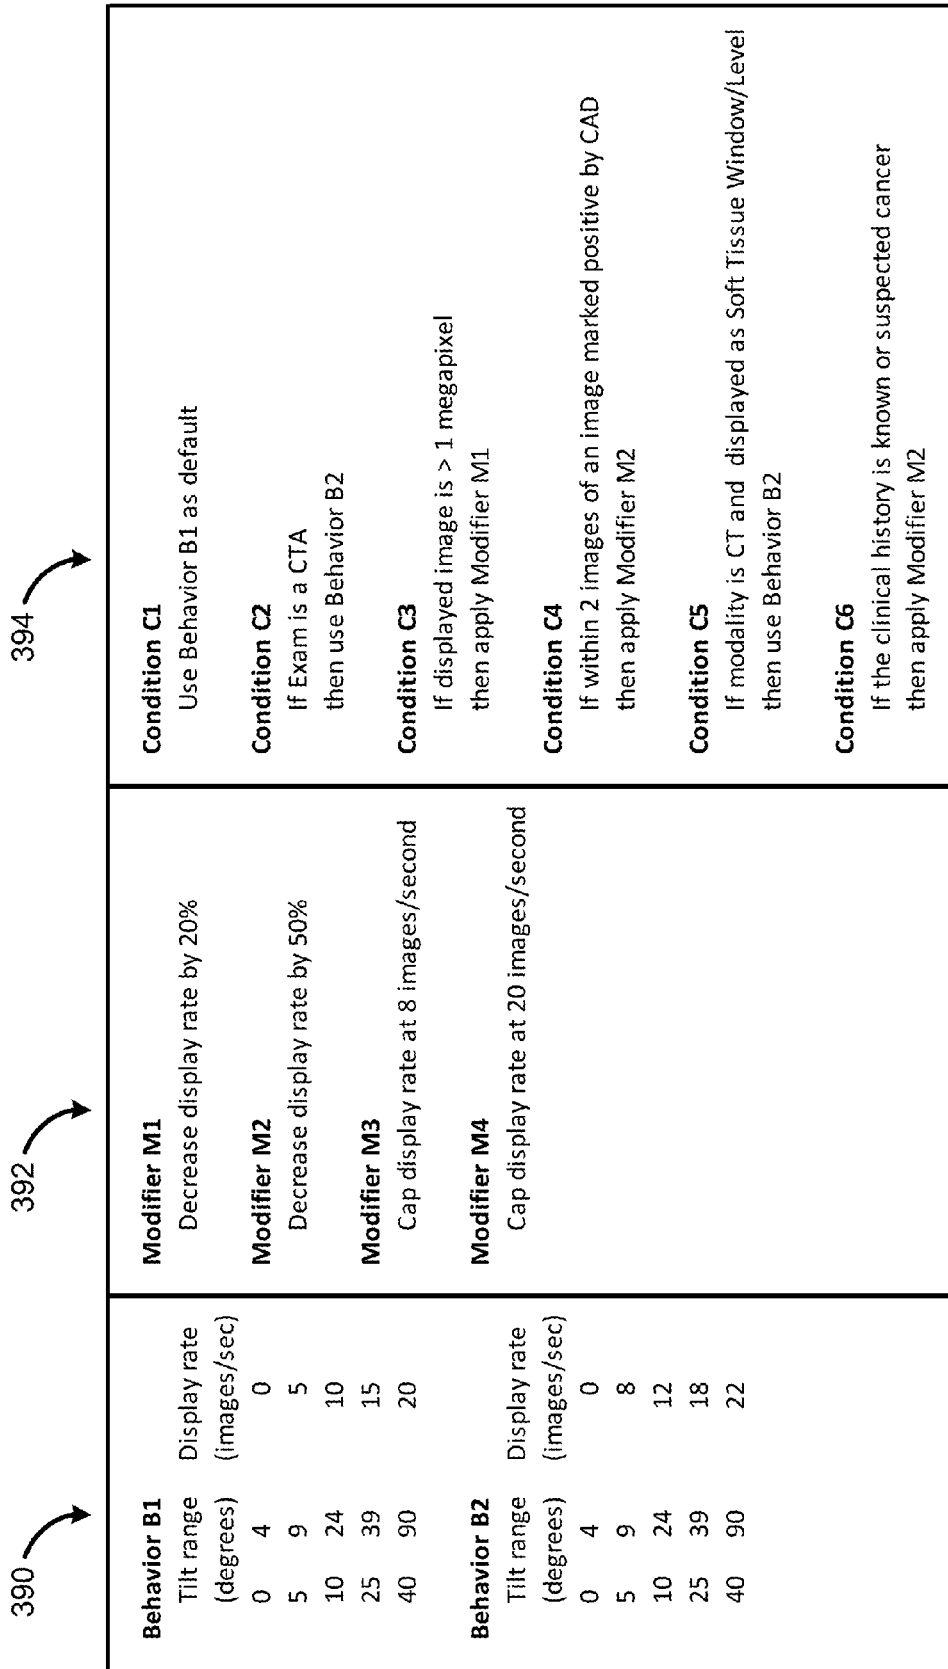 390
392
394
Behavior B1
Tilt range Display rate
(degrees) (images/sec)
0 4 0
5 9 5
10 24 10
25 39 15
40 90 20
Behavior B2
Tilt range Display rate
(degrees) (images/sec)
0 4 0
5 9 8
10 24 12
25 39 18
40 90 22
Modifier M1
Decrease display rate by 20%
Modifier M2
Decrease display rate by 50%
Modifier M3
Cap display rate at 8 images/second
Modifier M4
Cap display rate at 20 images/second
Condition C1
Use Behavior B1 as default
Condition C2
If Exam is a CTA
then use Behavior B2
Condition C3
If displayed image is > 1 megapixel
then apply Modifier M1
Condition C4
If within 2 images of an image marked positive by CAD
then apply Modifier M2
Condition C5
If modality is CT and displayed as Soft Tissue Window/Level
then use Behavior B2
Condition C6
If the clinical history is known or suspected cancer
then apply Modifier M2